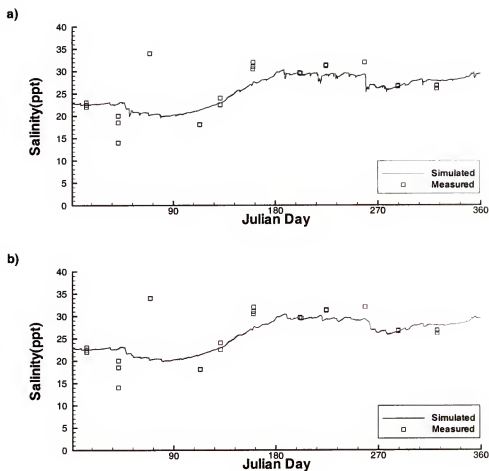 a)
40
35
30
25
20
15
10
5
0
Salinity(ppt)
Simulated
Measured
90
180
270
360
Julian Day
b)
40
35
30
25
20
15
10
5
0
Salinity(ppt)
Simulated
Measured
90
180
270
360
Julian Day